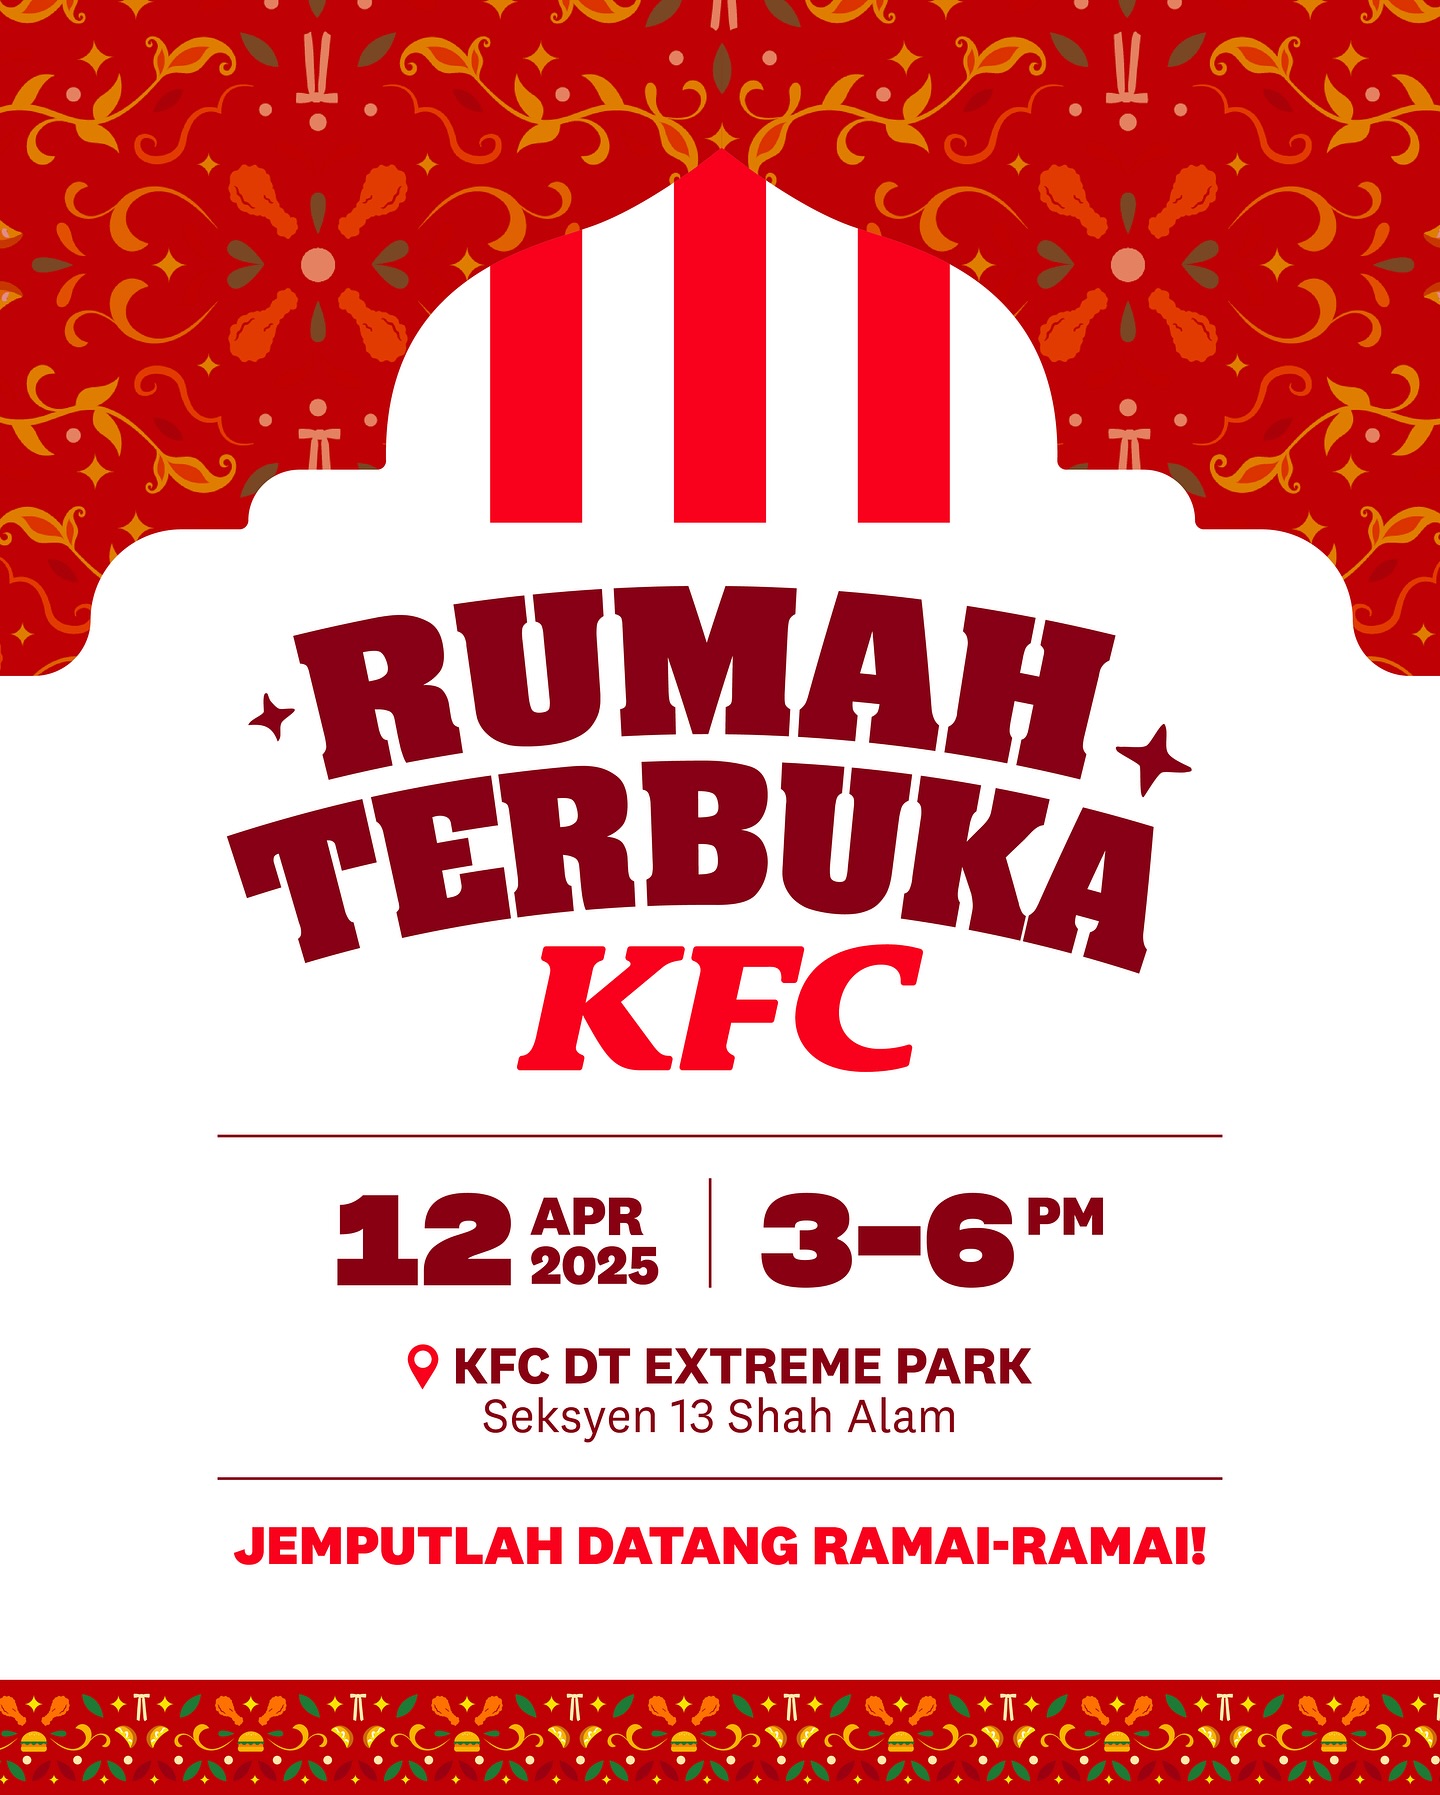 RUMAH
TERBUKA
KFC
12 APR 2025
3-6 PM
KFC DT EXTREME PARK
Seksyen 13 Shah Alam
JEMPUTLAH DATANG RAMAI-RAMAI!